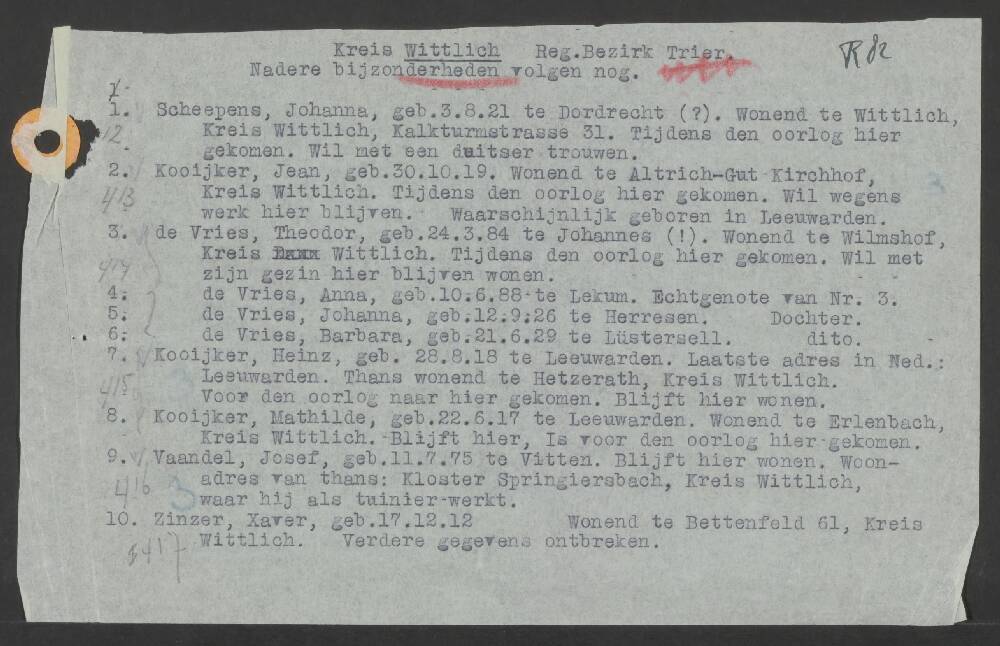 Kreis Wittlich Reg.Bezirk Trier. R 82
Nadere bijzonderheden volgen nog.
1. Scheepens, Johanna, geb.3.8.21 te Dordrecht (?). Wonend te Wittlich,
412 Kreis Wittlich, Kalkturmstrasse 31. Tijdens den oorlog hier
gekomen. Wil met een duitser trouwen.
2. Kooijker, Jean, geb.30.10.19. Wonend te Altrich-Gut Kirchhof, 3
413 Kreis Wittlich. Tijdens den oorlog hier gekomen. Wil wegens
werk hier blijven. Waarschijnlijk geboren in Leeuwarden.
3. de Vries, Theodor, geb.24.3.84 te Johannes (!). Wonend te Wilmshof,
414 Kreis Wittlich. Tijdens den oorlog hier gekomen. Wil met
zijn gezin hier blijven wonen.
4. de Vries, Anna, geb.10.6.88 te Lekum. Echtgenote van Nr. 3.
5. de Vries, Johanna, geb.12.9.26 te Herresen. Dochter.
6. de Vries, Barbara, geb.21.6.29 te Lüstersell. dito.
7. Kooijker, Heinz, geb. 28.8.18 te Leeuwarden. Laatste adres in Ned.:
415 3 Leeuwarden. Thans wonend te Hetzerath, Kreis Wittlich.
Voor den oorlog naar hier gekomen. Blijft hier wonen.
8. Kooijker, Mathilde, geb.22.6.17 te Leeuwarden. Wonend te Erlenbach,
Kreis Wittlich. Blijft hier, Is voor den oorlog hier gekomen.
9. Vaandel, Josef, geb.11.7.75 te Vitten. Blijft hier wonen. Woon-
416 3 adres van thans: Kloster Springiersbach, Kreis Wittlich,
waar hij als tuinier werkt.
10. Zinzer, Xaver, geb.17.12.12 Wonend te Bettenfeld 61, Kreis
417 Wittlich. Verdere gegevens ontbreken.